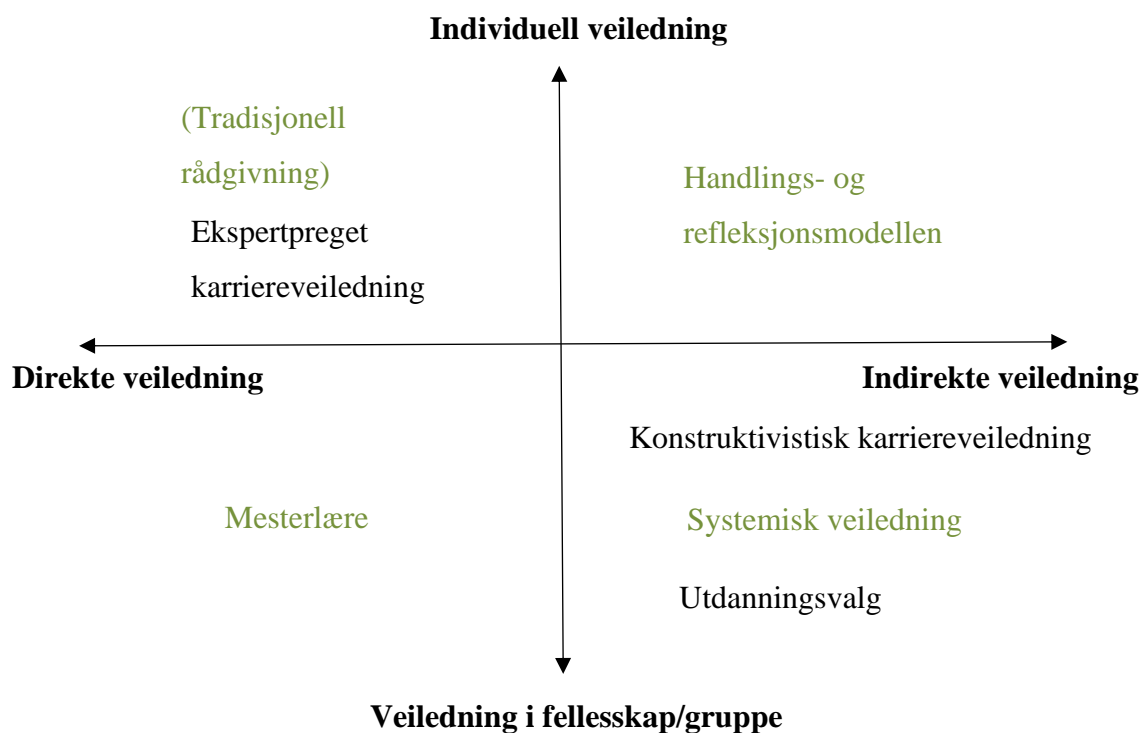 Individuell veiledning
(Tradisjonell
rådgivning)
Ekspertpreget
karriereveiledning
Handlings- og
refleksjonsmodellen
Direkte veiledning
Indirekte veiledning
Konstruktivistisk karriereveiledning
Mesterlære
Systemisk veiledning
Utdanningsvalg
Veiledning i fellesskap/gruppe